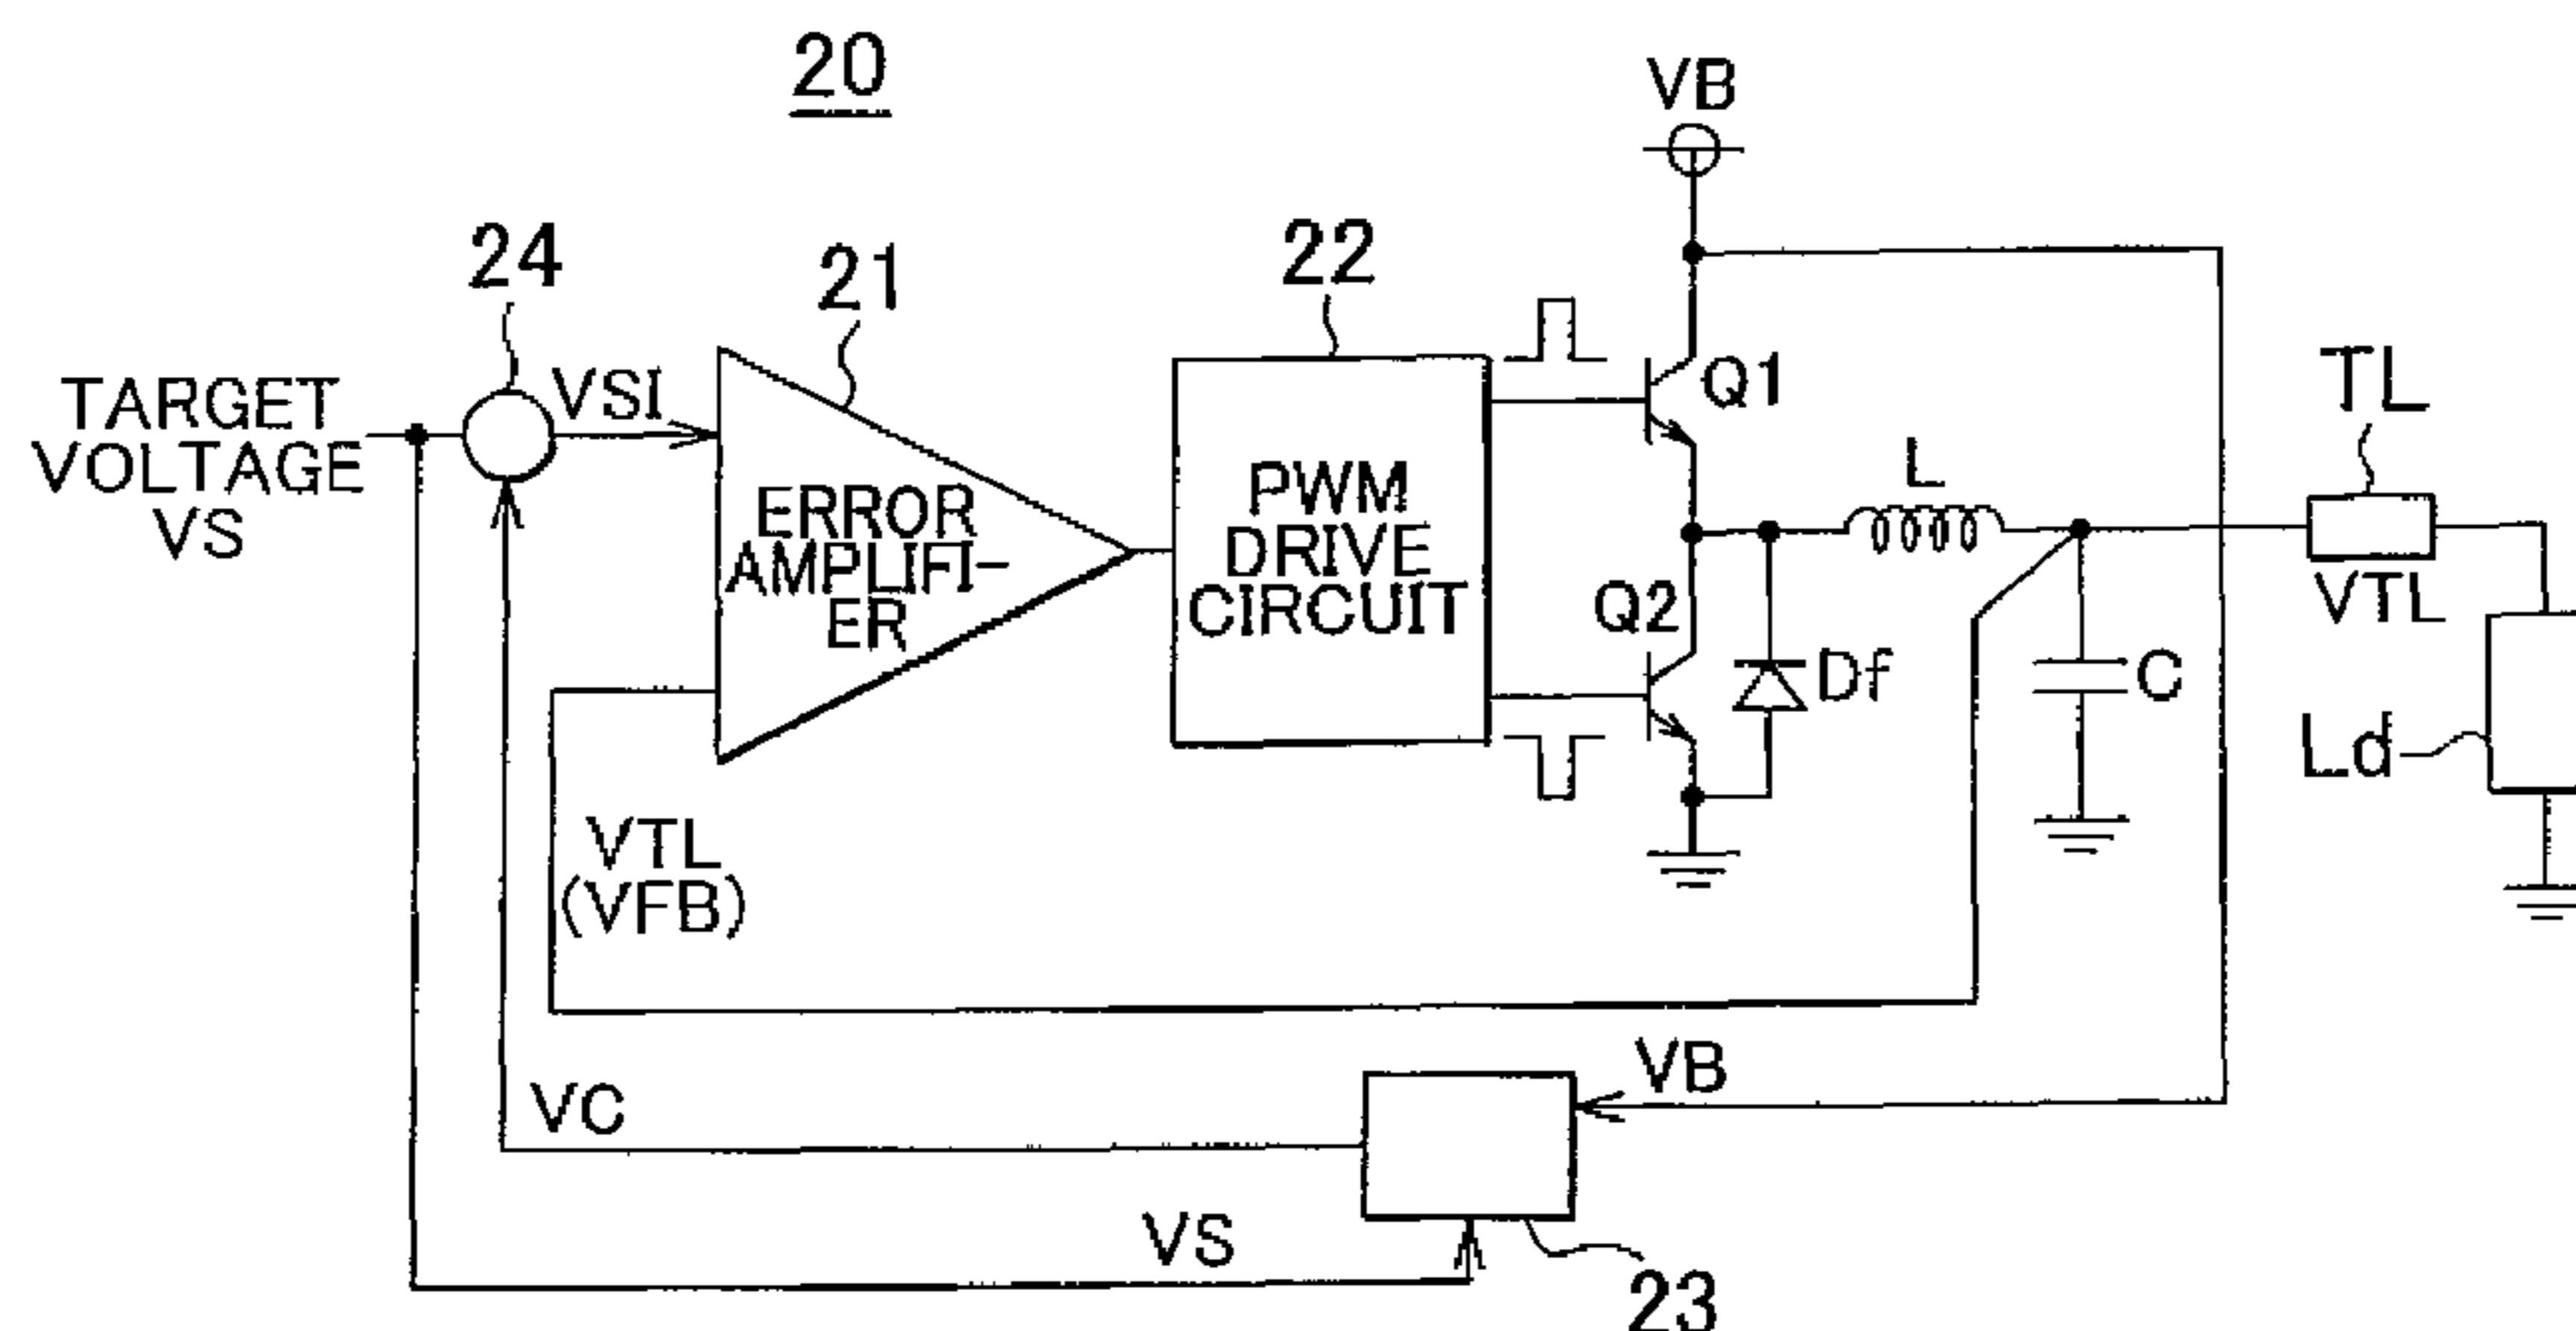 20
VB
24
21
22
TARGET
VOLTAGE
VS
VSI
ERROR
AMPLIFI-
ER
PWM
DRIVE
CIRCUIT
Q1
Q2
L
TL
VTL
Df
C
Ld
VTL
(VFB)
VC
VB
VS
23